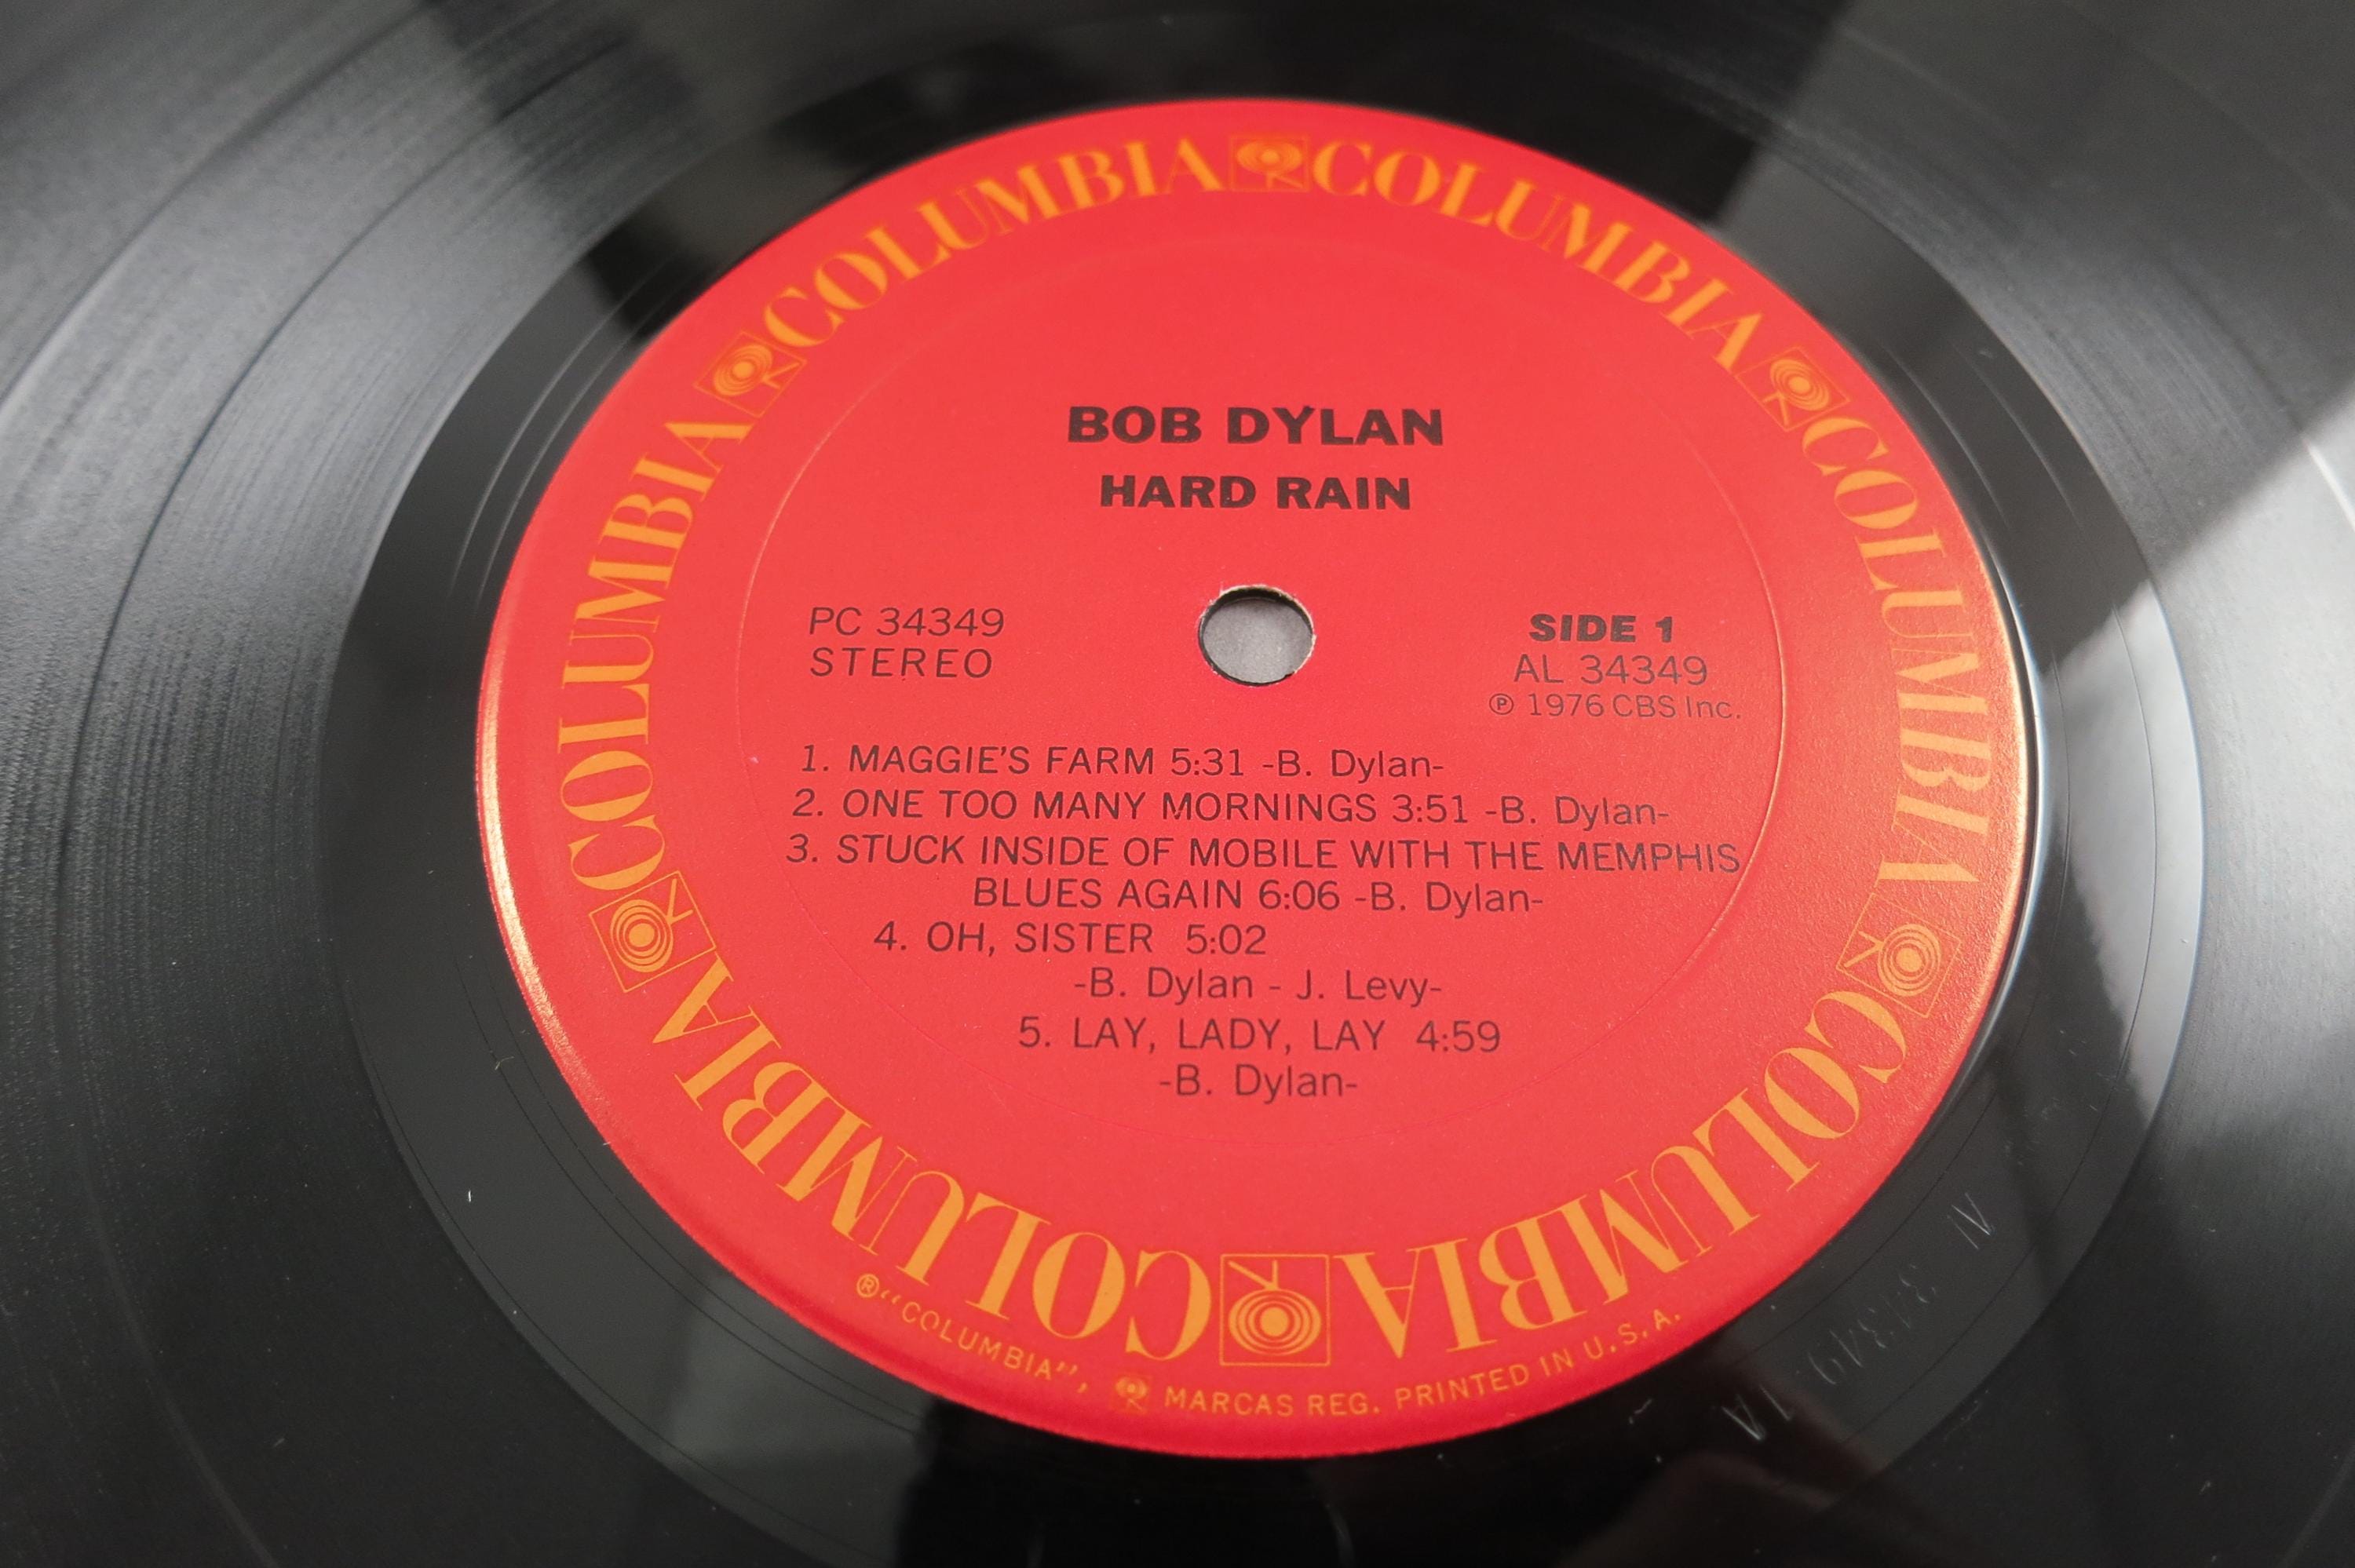 COLUMBIA COLUMBIA COLUMBIA COLUMBIA COLUMBIA COLUMBIA
BOB DYLAN
HARD RAIN
PC 34349
STEREO
SIDE 1
AL 34349
℗ 1976 CBS Inc.
1. MAGGIE'S FARM 5:31 -B. Dylan-
2. ONE TOO MANY MORNINGS 3:51 -B. Dylan-
3. STUCK INSIDE OF MOBILE WITH THE MEMPHIS
BLUES AGAIN 6:06 -B. Dylan-
4. OH, SISTER 5:02
-B. Dylan - J. Levy-
5. LAY, LADY, LAY 4:59
-B. Dylan-
® "COLUMBIA", MARCAS REG. PRINTED IN U.S.A.